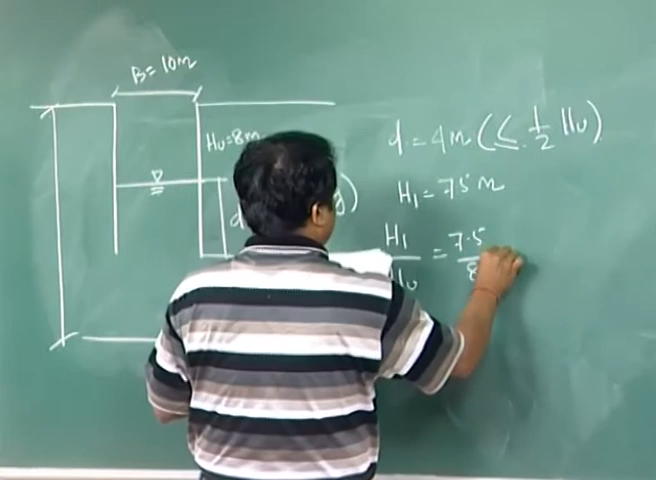 B = 10m
Hu = 8m
d = 4m (≤ 1/2 Hu)
H1 = 7.5 m
H1/Hu = 7.5/8
d
g)